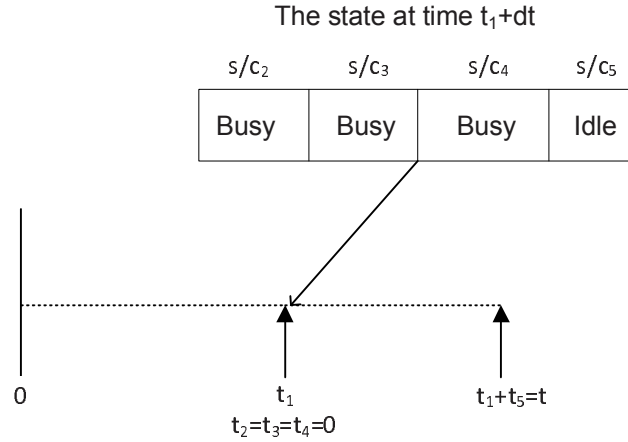 The state at time t₁+dt
s/c₂ s/c₃ s/c₄ s/c₅
Busy Busy Busy Idle
0 t₁ t₁+t₅=t
t₂=t₃=t₄=0